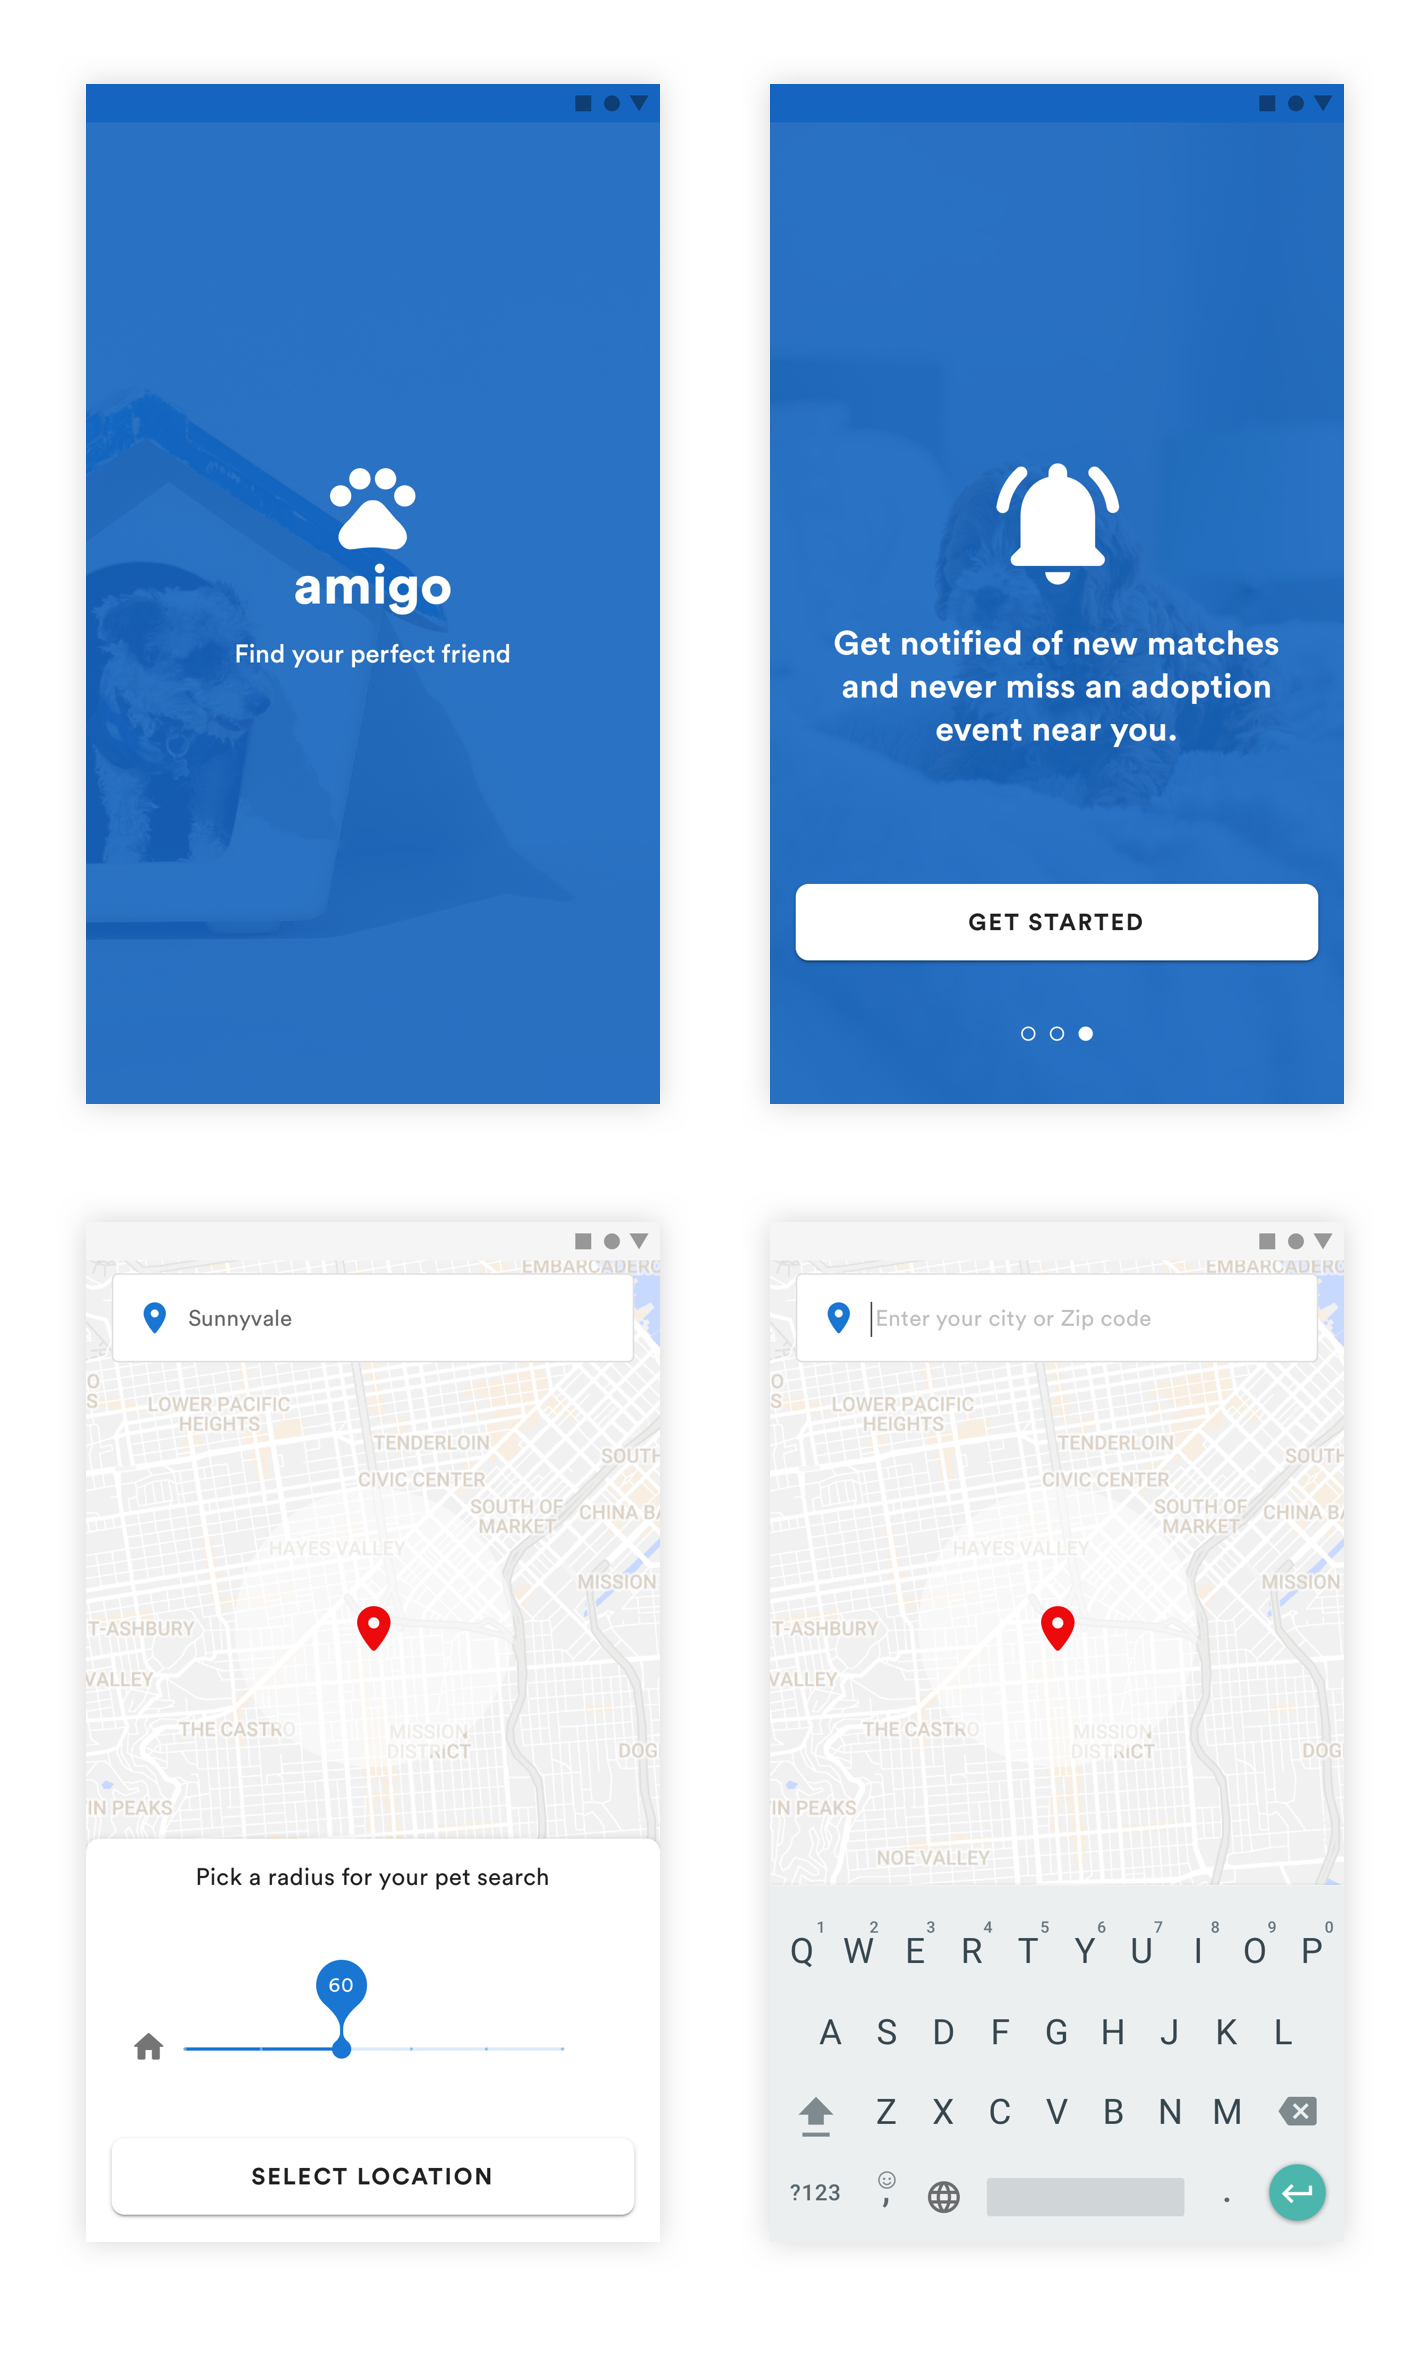 amigo
Find your perfect friend
Get notified of new matches
and never miss an adoption
event near you.
GET STARTED
EMBARCADERO
Sunnyvale
O
S
LOWER PACIFIC
HEIGHTS
TENDERLOIN
SOUTH
CIVIC CENTER
SOUTH OF
MARKET
CHINA BA
HAYES VALLEY
MISSION
T-ASHBURY
VALLEY
THE CASTRO
MISSION
DISTRICT
DOG
IN PEAKS
Pick a radius for your pet search
60
SELECT LOCATION
EMBARCADERO
Enter your city or Zip code
O
S
LOWER PACIFIC
HEIGHTS
TENDERLOIN
SOUTH
CIVIC CENTER
SOUTH OF
MARKET
CHINA BA
HAYES VALLEY
MISSION
T-ASHBURY
VALLEY
THE CASTRO
MISSION
DISTRICT
DOG
IN PEAKS
NOE VALLEY
1 2 3 4 5 6 7 8 9 0
Q W E R T Y U I O P
A S D F G H J K L
Z X C V B N M
?123 , .